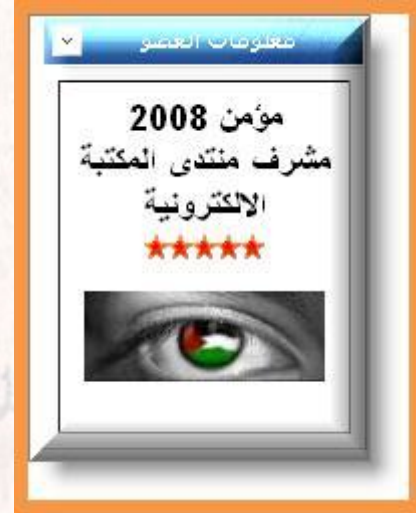 معلومات العضو
مؤمن 2008
مشرف منتدى المكتبة
الالكترونية